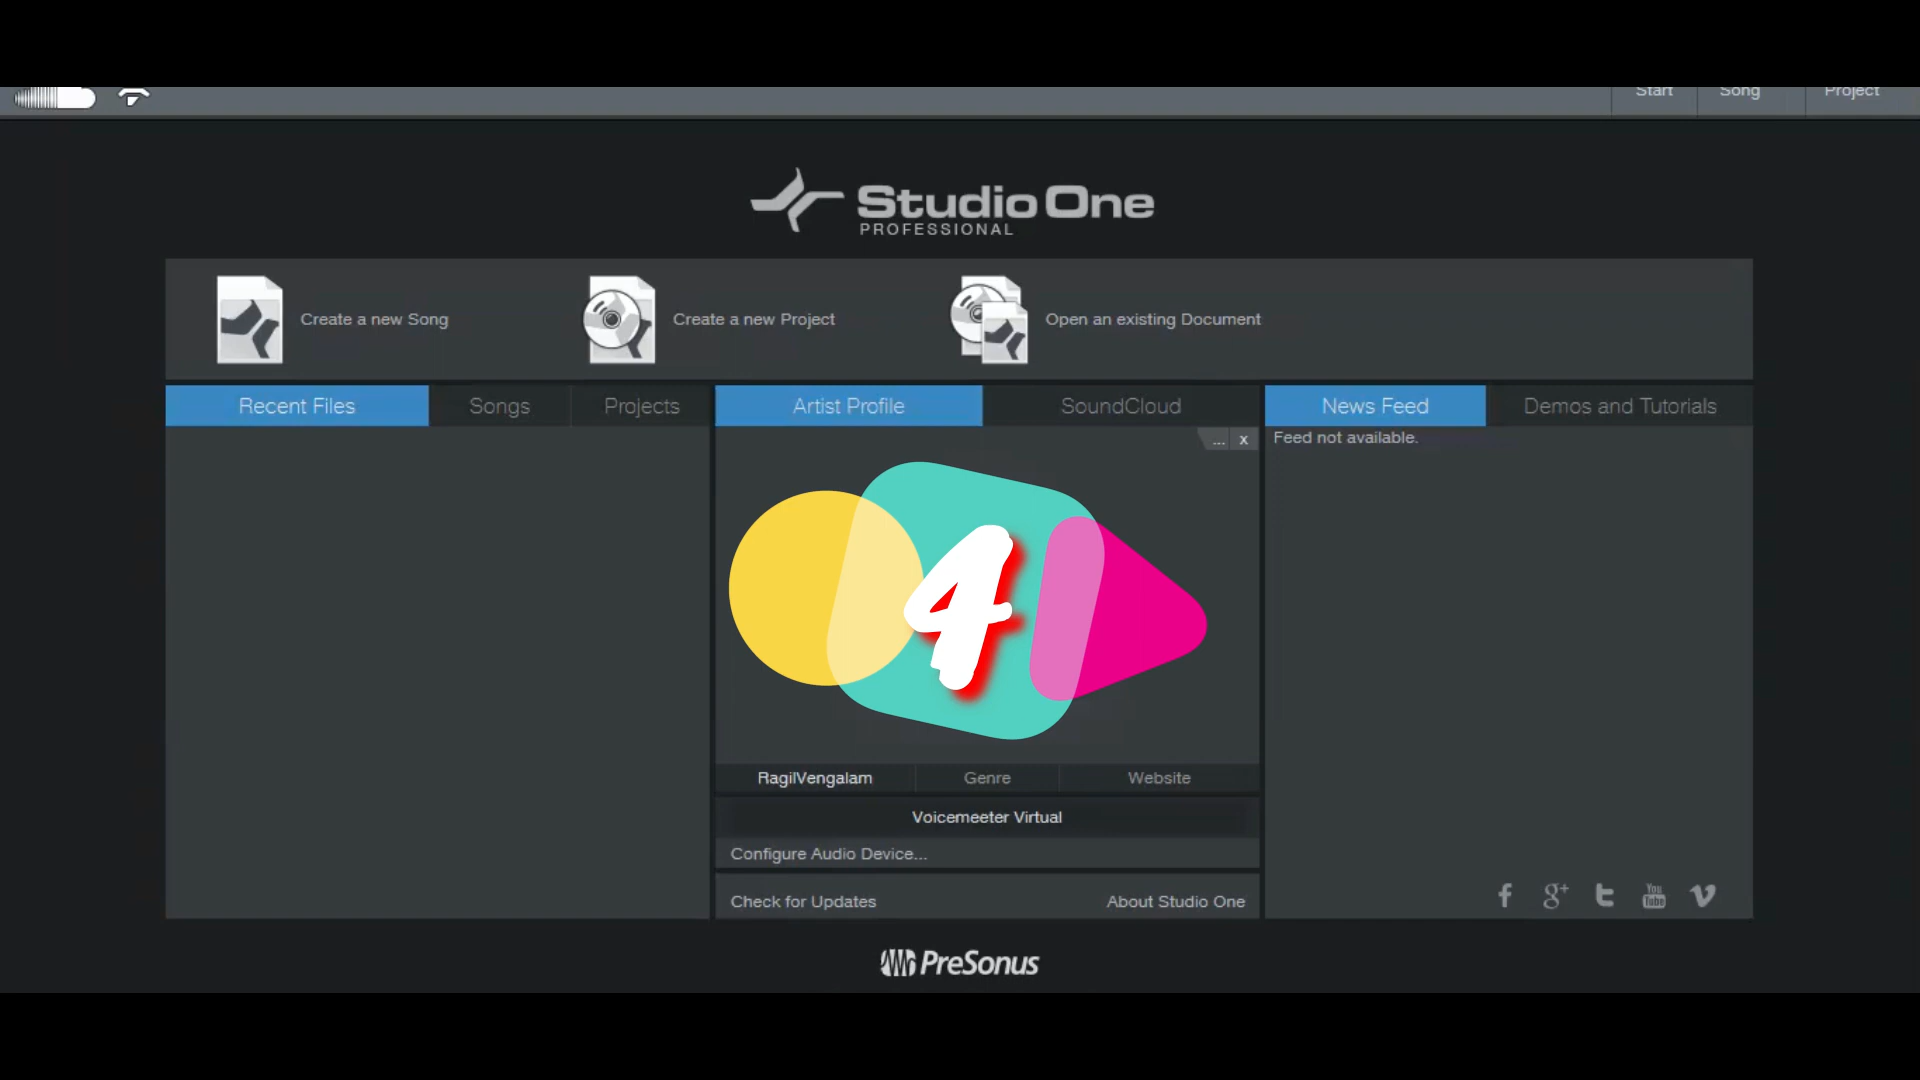 Start Song Project
Studio One
PROFESSIONAL
Create a new Song
Create a new Project
Open an existing Document
Recent Files Songs Projects
Artist Profile SoundCloud
News Feed Demos and Tutorials
... x
Feed not available.
4
RagilVengalam Genre Website
Voicemeeter Virtual
Configure Audio Device...
Check for Updates About Studio One
f g+ t You Tube v
PreSonus